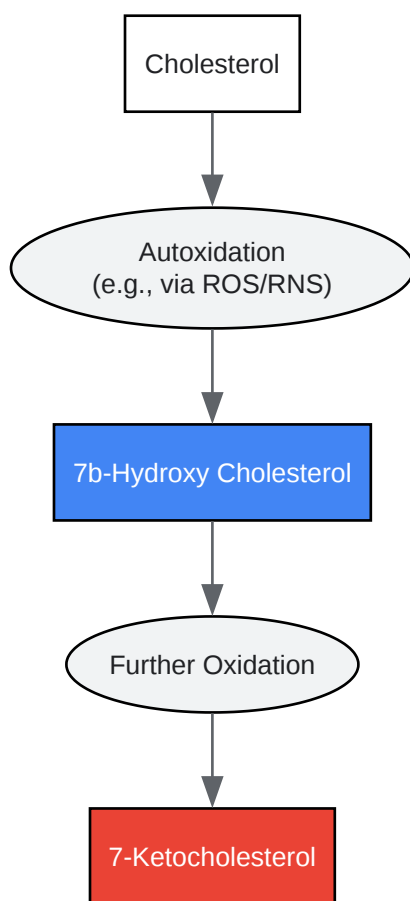 Cholesterol
Autoxidation
(e.g., via ROS/RNS)
7b-Hydroxy Cholesterol
Further Oxidation
7-Ketocholesterol